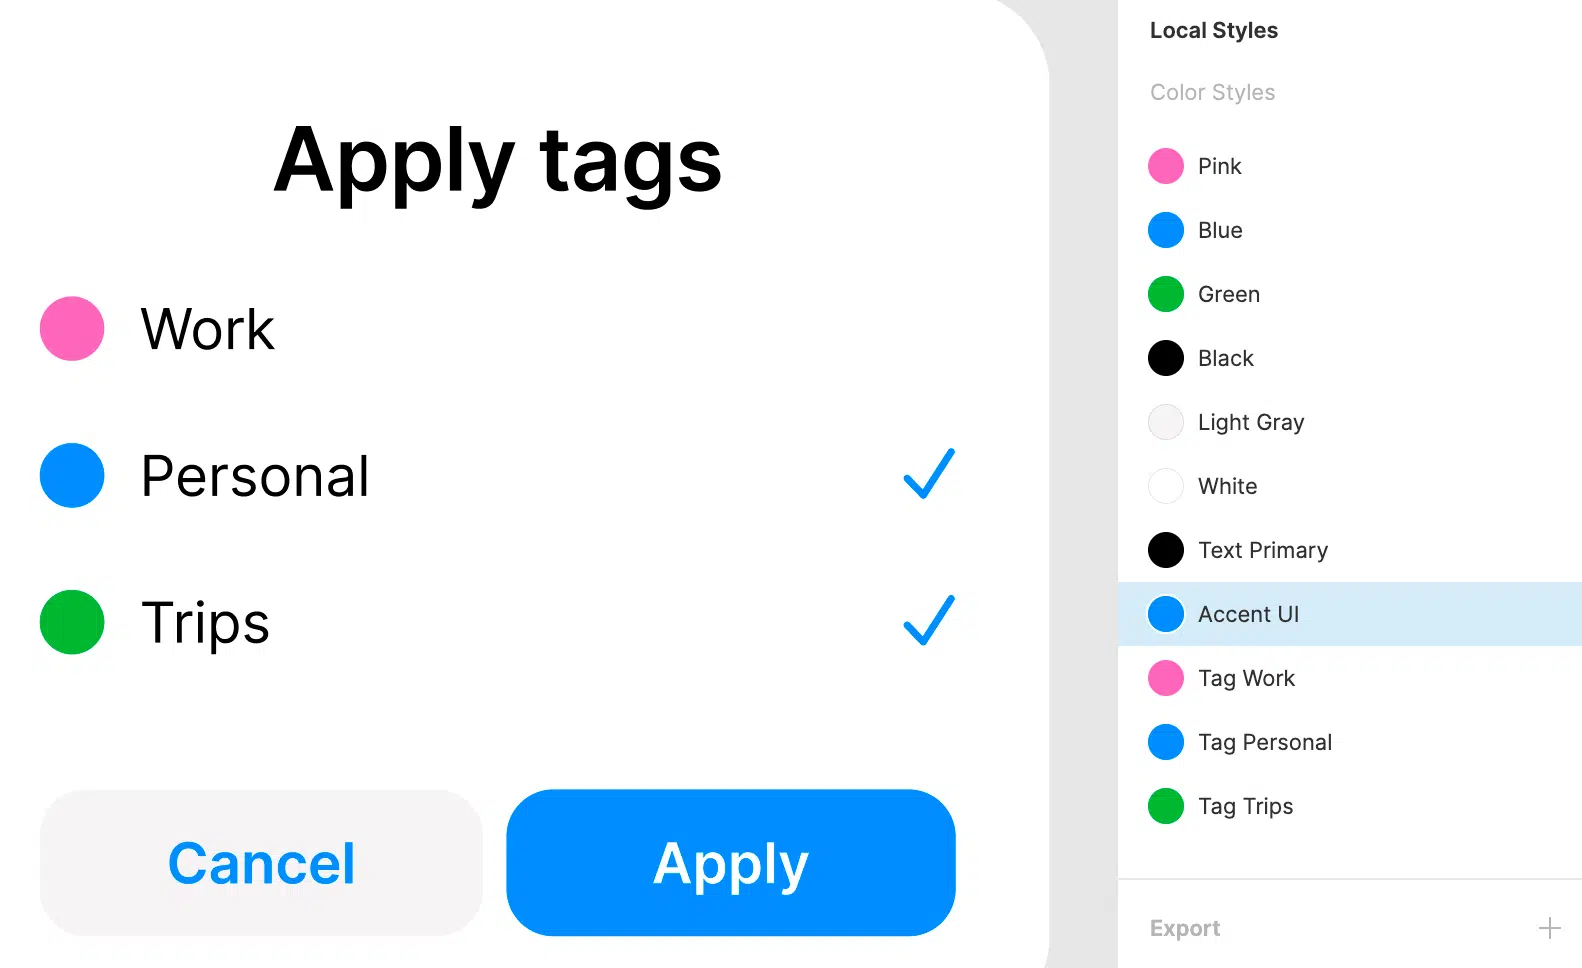 Apply tags
Work
Personal
Trips
Cancel
Apply
Local Styles
Color Styles
Pink
Blue
Green
Black
Light Gray
White
Text Primary
Accent UI
Tag Work
Tag Personal
Tag Trips
Export